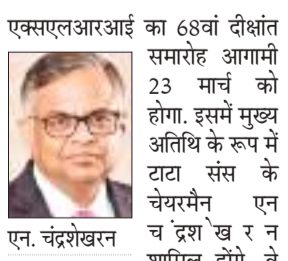 एक्सएलआरआई का 68वां दीक्षांत
समारोह आगामी
23 मार्च को
होगा. इसमें मुख्य
अतिथि के रूप में
टाटा संस के
चेयरमैन एन
चंद्रशेखरन
शामिल होंगे. वे
एन. चंद्रशेखरन